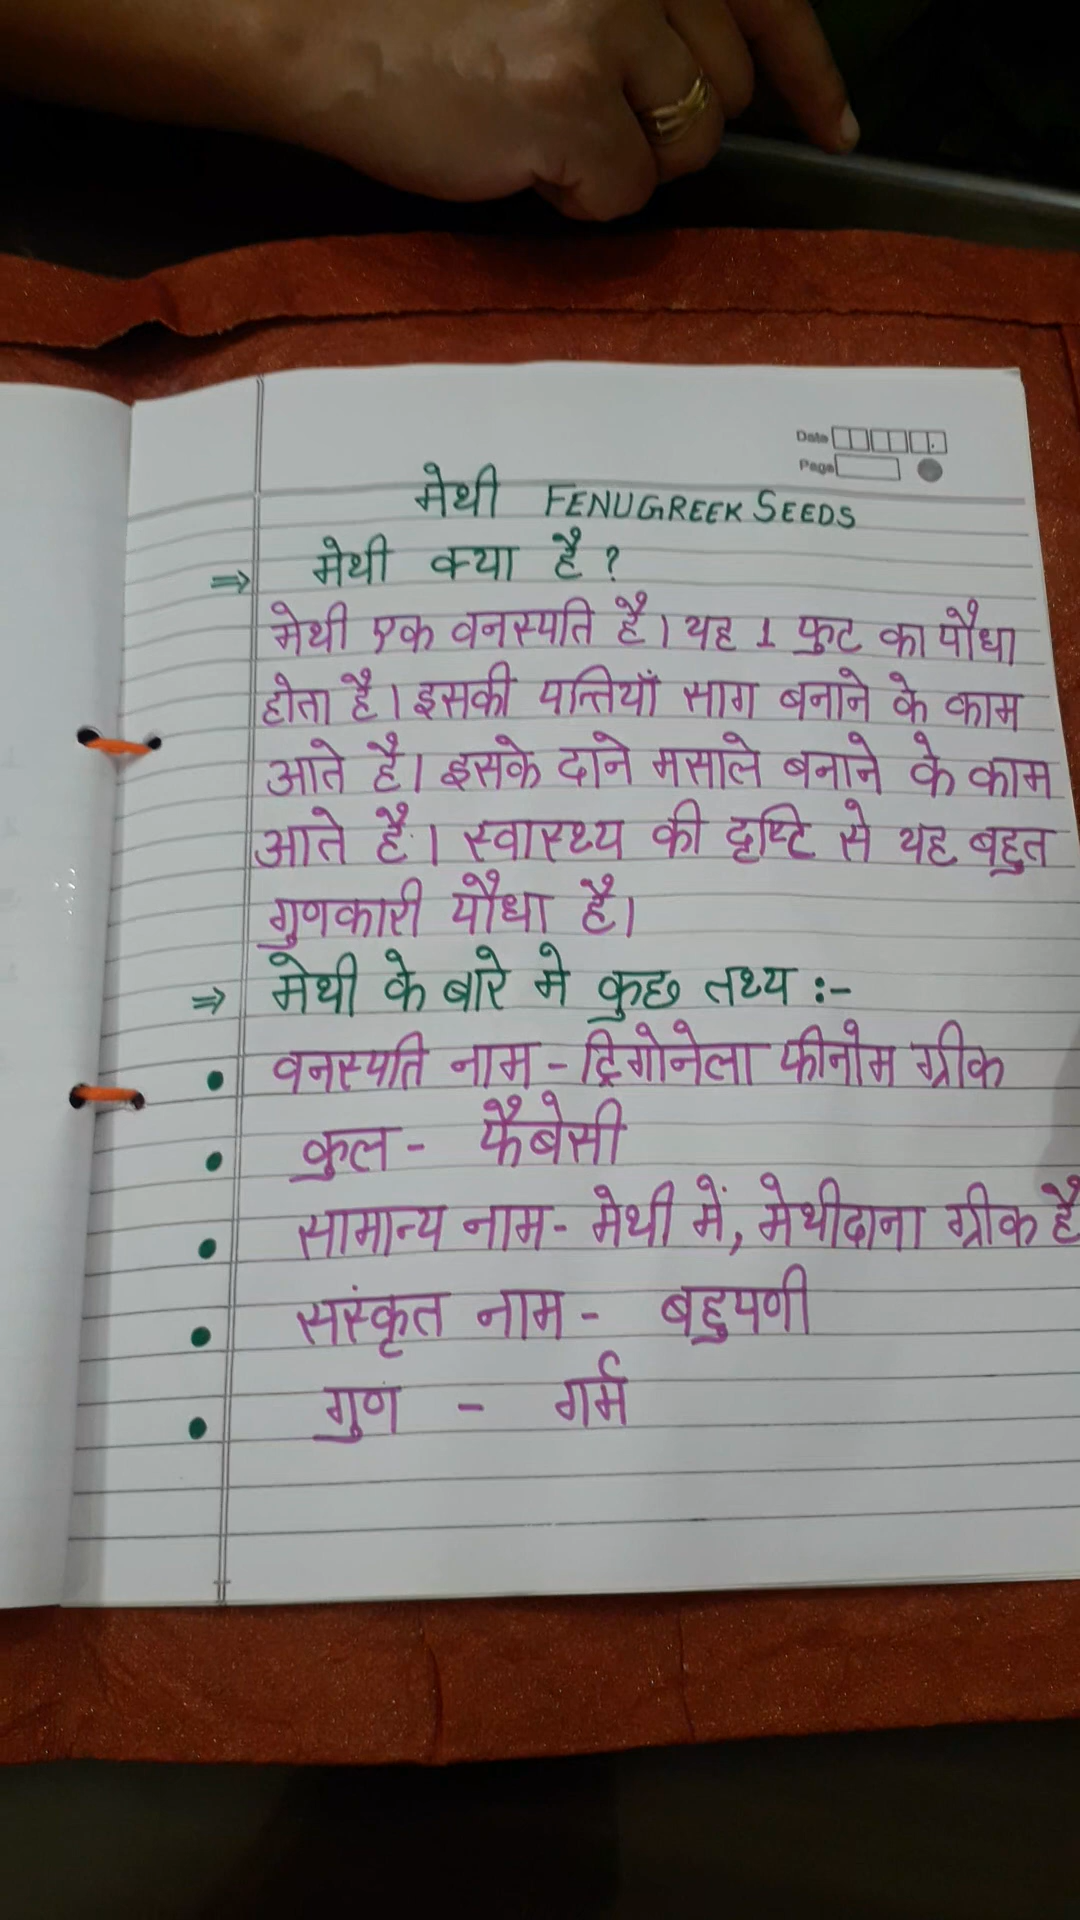 Date
Page
मेथी FENUGREEK SEEDS
⇒ मेथी क्या है ?
मेथी एक वनस्पति है। यह 1 फुट का पौधा
होता है। इसकी पत्तियाँ साग बनाने के काम
आते है। इसके दाने मसाले बनाने के काम
आते है। स्वास्थ्य की दृष्टि से यह बहुत
गुणकारी पौधा है।
⇒ मेथी के बारे मे कुछ तथ्य :-
• वनस्पति नाम - ट्रिगोनेला फीनोम ग्रीक
• कुल - फैबेसी
• सामान्य नाम - मेथी में, मेथीदाना ग्रीक है
• संस्कृत नाम - बहुपणी
• गुण - गर्म